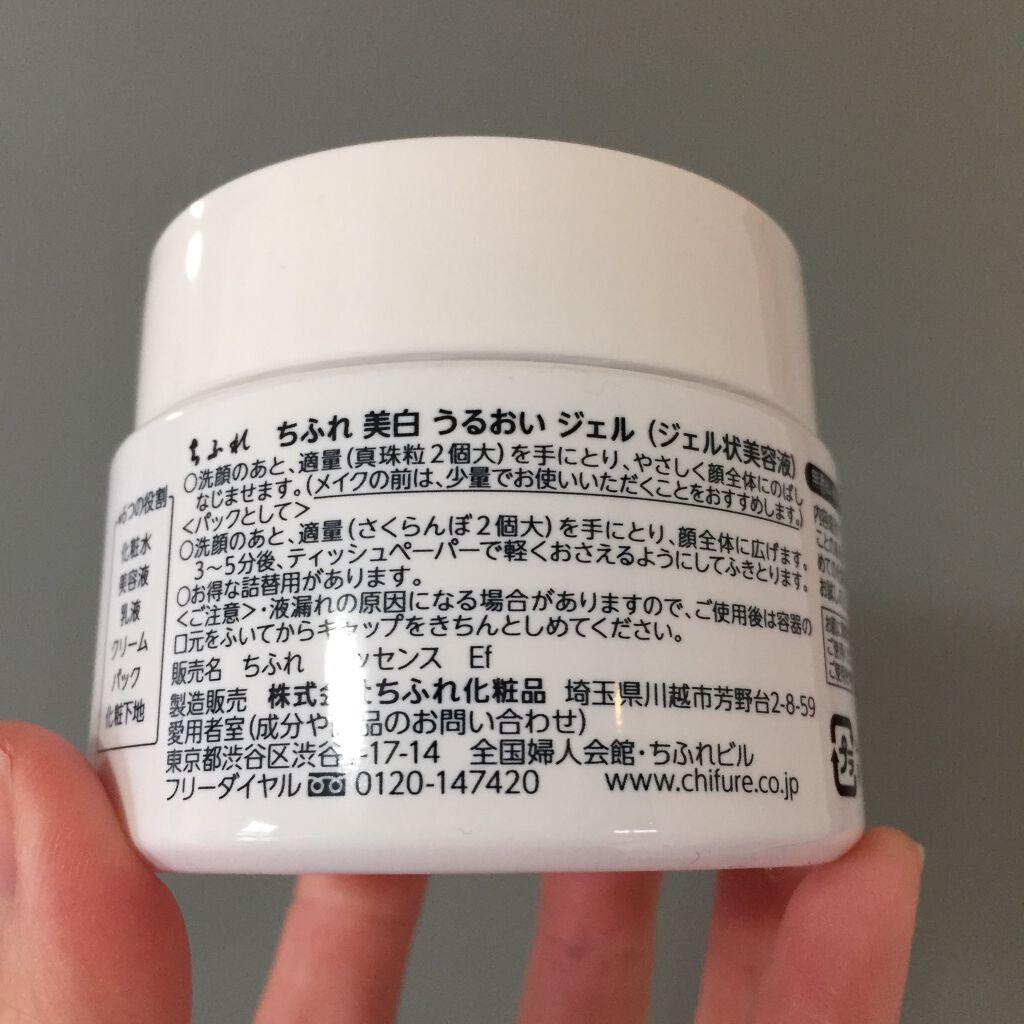 ちふれ ちふれ 美白 うるおい ジェル (ジェル状美容液)
○洗顔のあと、適量(真珠粒2個大)を手にとり、やさしく顔全体にのばし
なじませます。(メイクの前は、少量でお使いいただくことをおすすめします。)
<パックとして>
○洗顔のあと、適量(さくらんぼ2個大)を手にとり、顔全体に広げます。
3〜5分後、ティッシュペーパーで軽くおさえるようにしてふきとります。
○お得な詰替用があります。
<ご注意>・液漏れの原因になる場合がありますので、ご使用後は容器の
口元をふいてからキャップをきちんとしめてください。
販売名 ちふれ ッセンス Ef
製造販売 株式会社ちふれ化粧品 埼玉県川越市芳野台2-8-59
愛用者室(成分や 品のお問い合わせ)
東京都渋谷区渋谷 -17-14 全国婦人会館・ちふれビル
フリーダイヤル 0120-147420 www.chifure.co.jp
6つの役割
化粧水
美容液
乳液
クリーム
パック
化粧下地
プラ